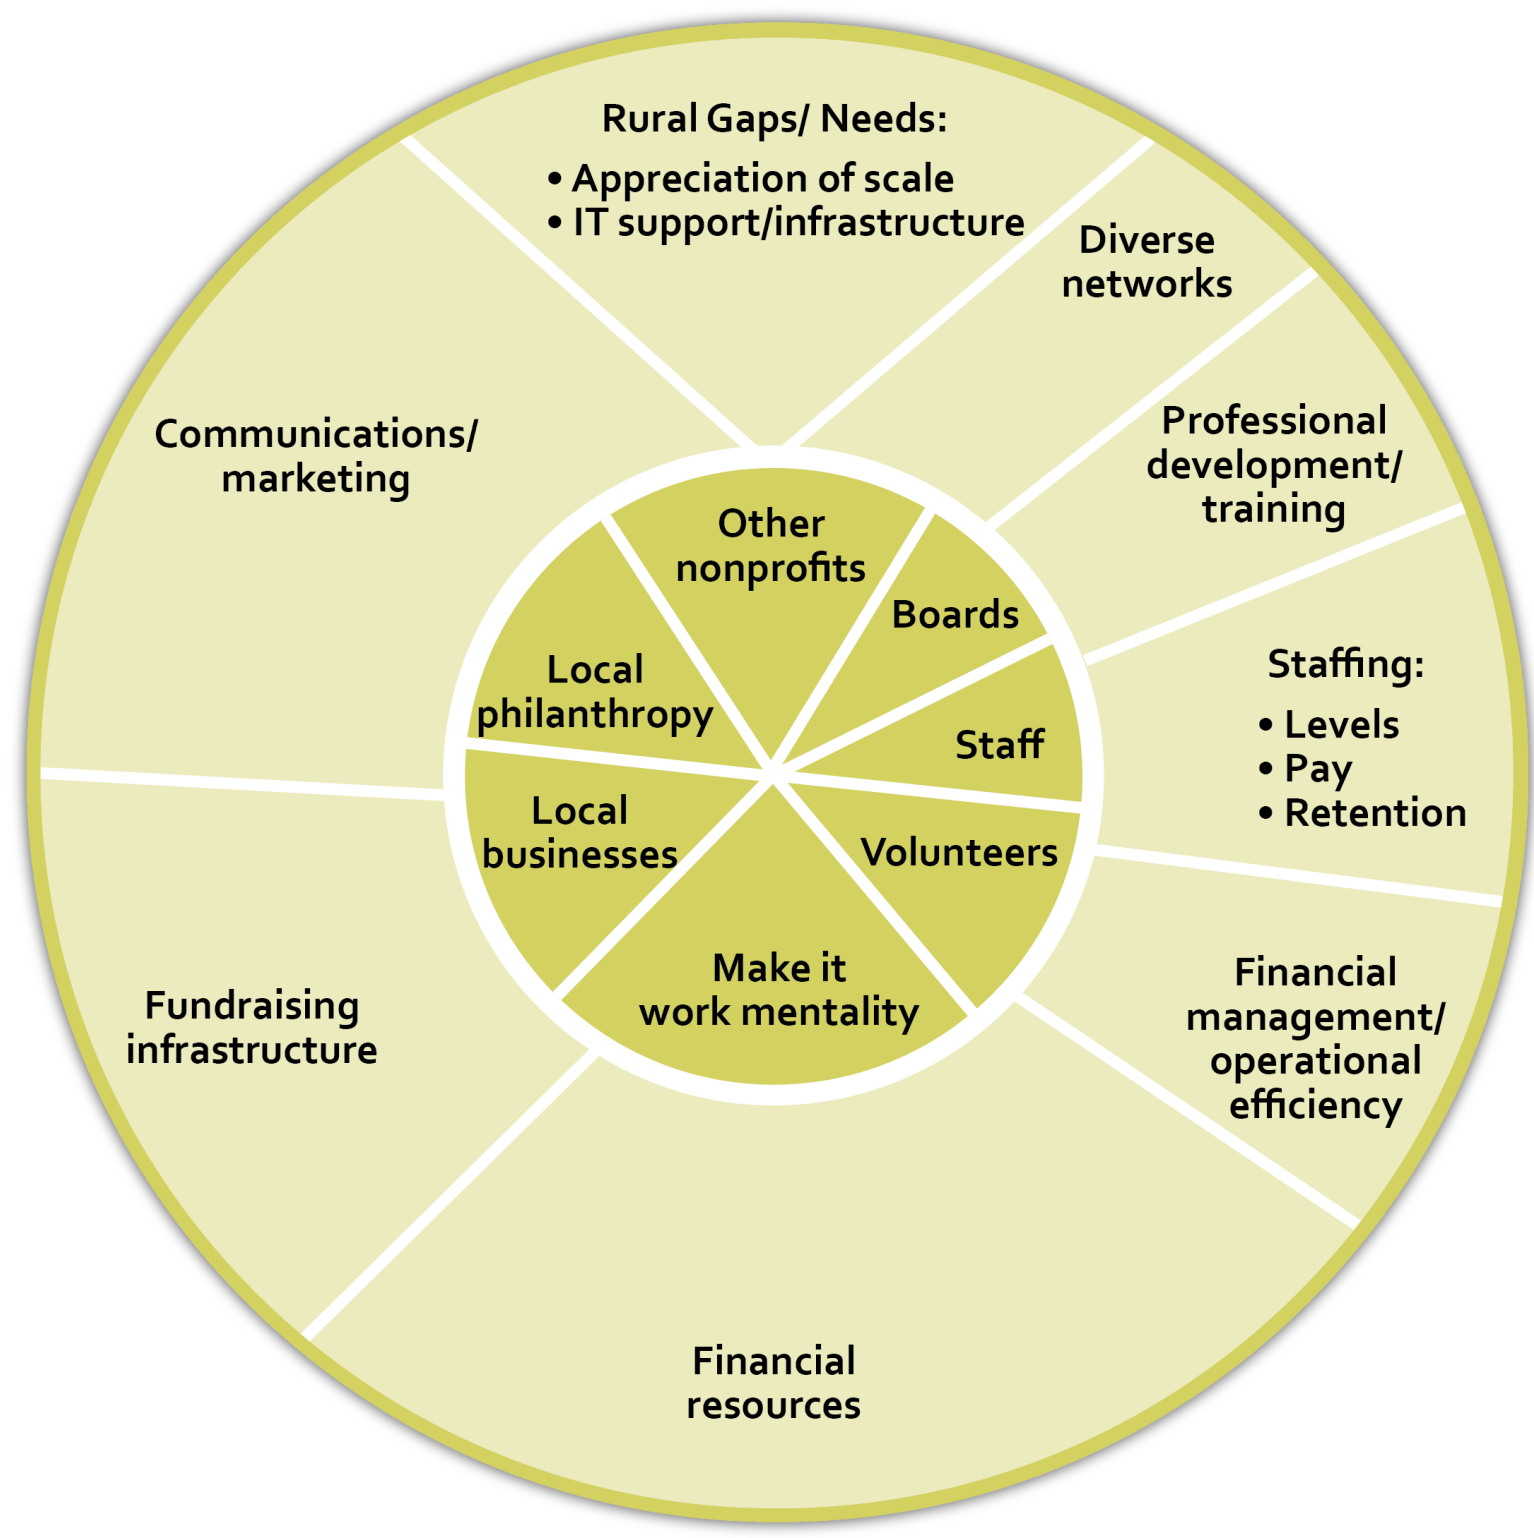 Rural Gaps/ Needs:
• Appreciation of scale
• IT support/infrastructure
Diverse
networks
Professional
development/
training
Staffing:
• Levels
• Pay
• Retention
Financial
management/
operational
efficiency
Financial
resources
Fundraising
infrastructure
Communications/
marketing
Other
nonprofits
Boards
Staff
Volunteers
Make it
work mentality
Local
businesses
Local
philanthropy